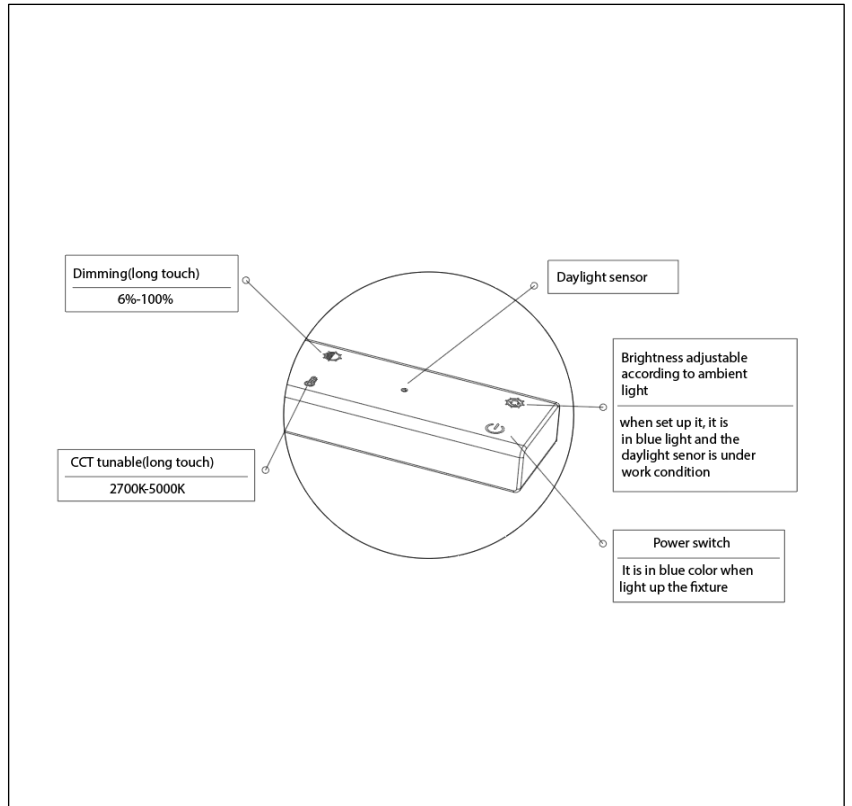 Dimming(long touch)
6%-100%
Daylight sensor
Brightness adjustable
according to ambient
light
when set up it, it is
in blue light and the
daylight senor is under
work condition
CCT tunable(long touch)
2700K-5000K
Power switch
It is in blue color when
light up the fixture